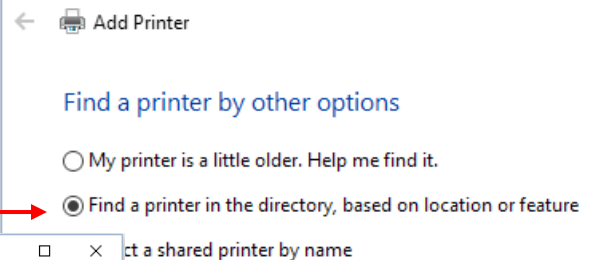 Add Printer
Find a printer by other options
My printer is a little older. Help me find it.
Find a printer in the directory, based on location or feature
ct a shared printer by name